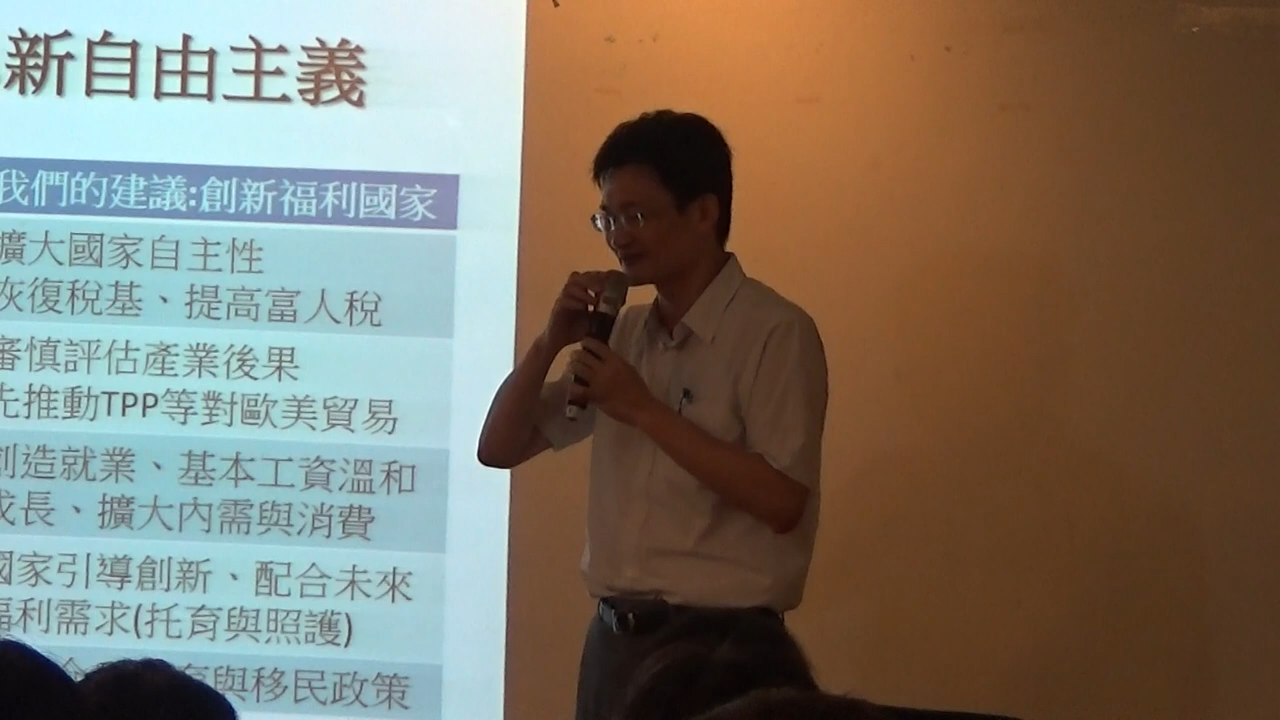 新自由主義
我們的建議:創新福利國家
擴大國家自主性
恢復稅基、提高富人稅
審慎評估產業後果
先推動TPP等對歐美貿易
創造就業、基本工資溫和
成長、擴大內需與消費
國家引導創新、配合未來
福利需求(托育與照護)
育與移民政策